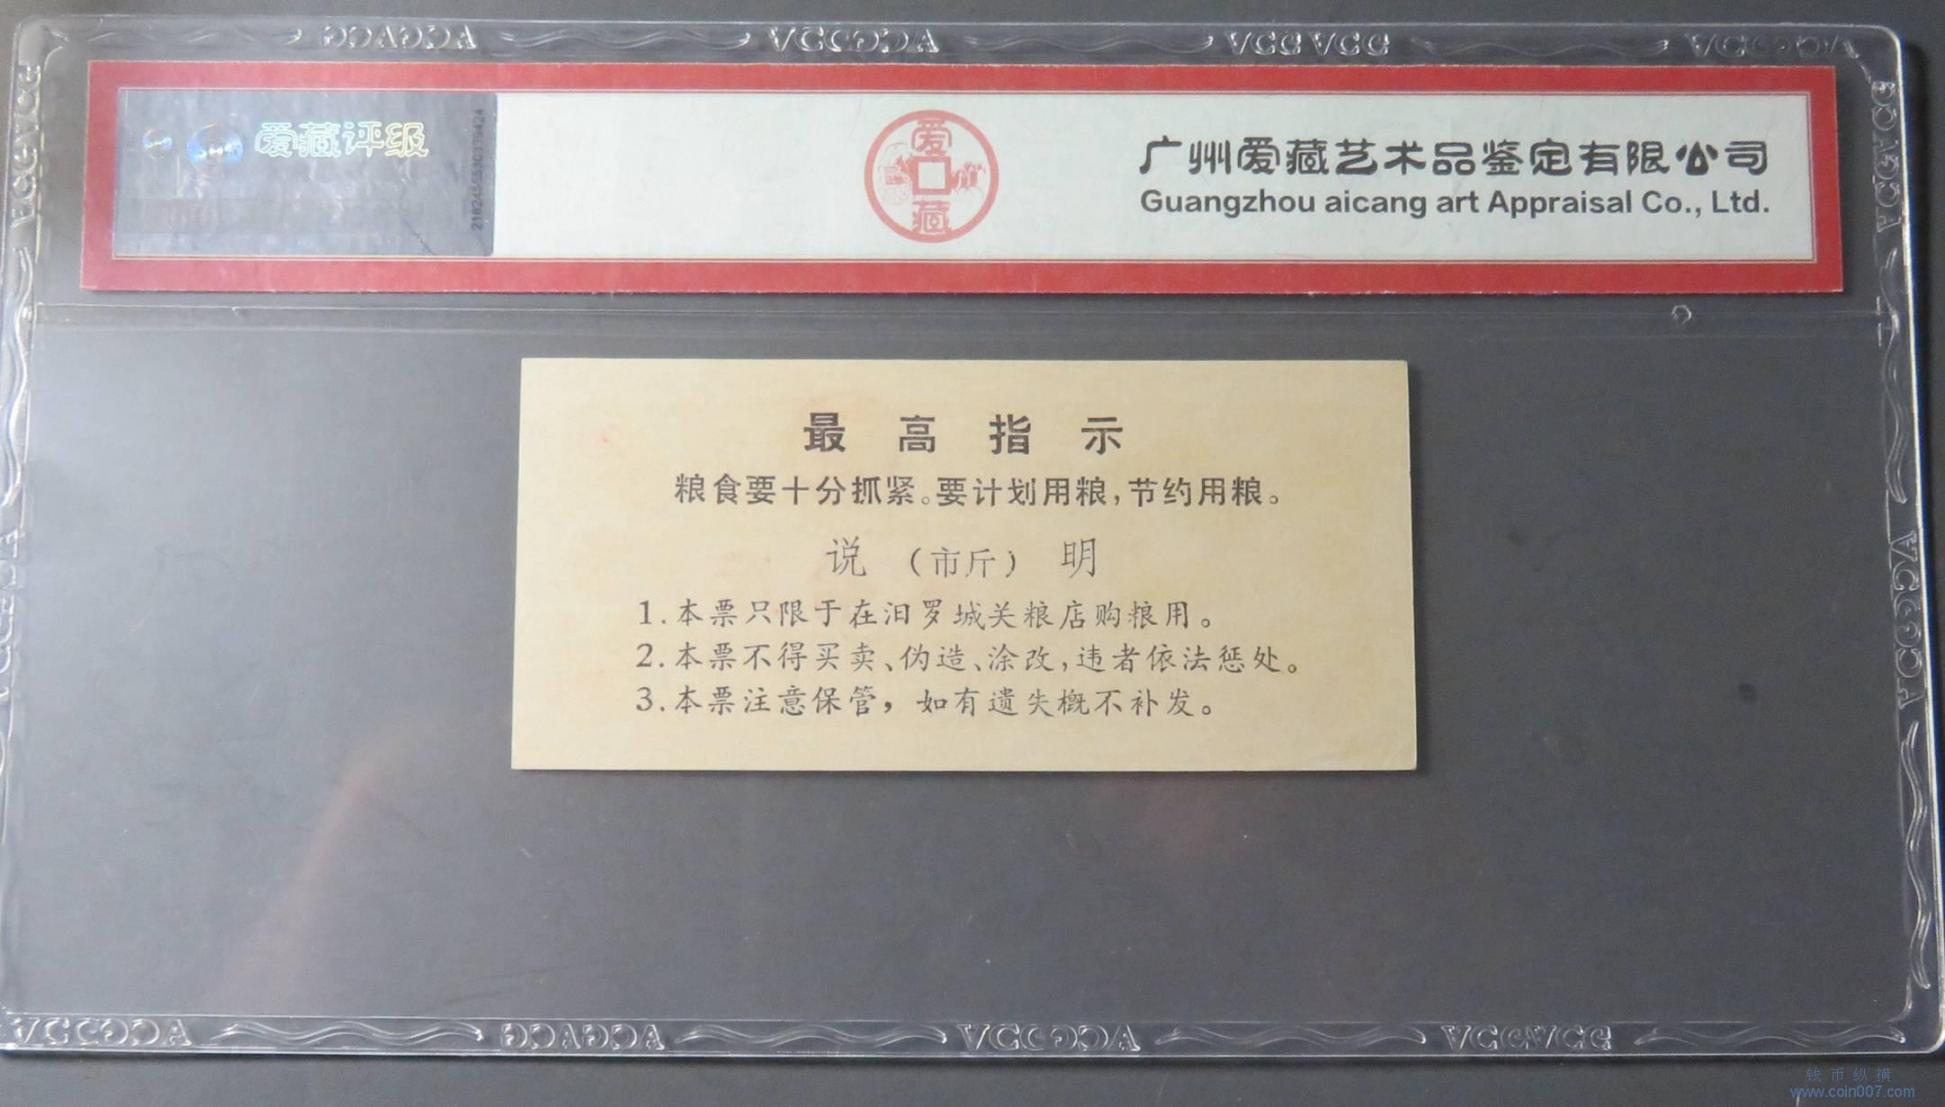 爱藏评级
爱藏
广州爱藏艺术品鉴定有限公司
Guangzhou aicang art Appraisal Co., Ltd.
最高指示
粮食要十分抓紧。要计划用粮,节约用粮。
说（市斤）明
1.本票只限于在汨罗城关粮店购粮用。
2.本票不得买卖、伪造、涂改,违者依法惩处。
3.本票注意保管，如有遗失概不补发。
钱币纵横
www.coin007.com